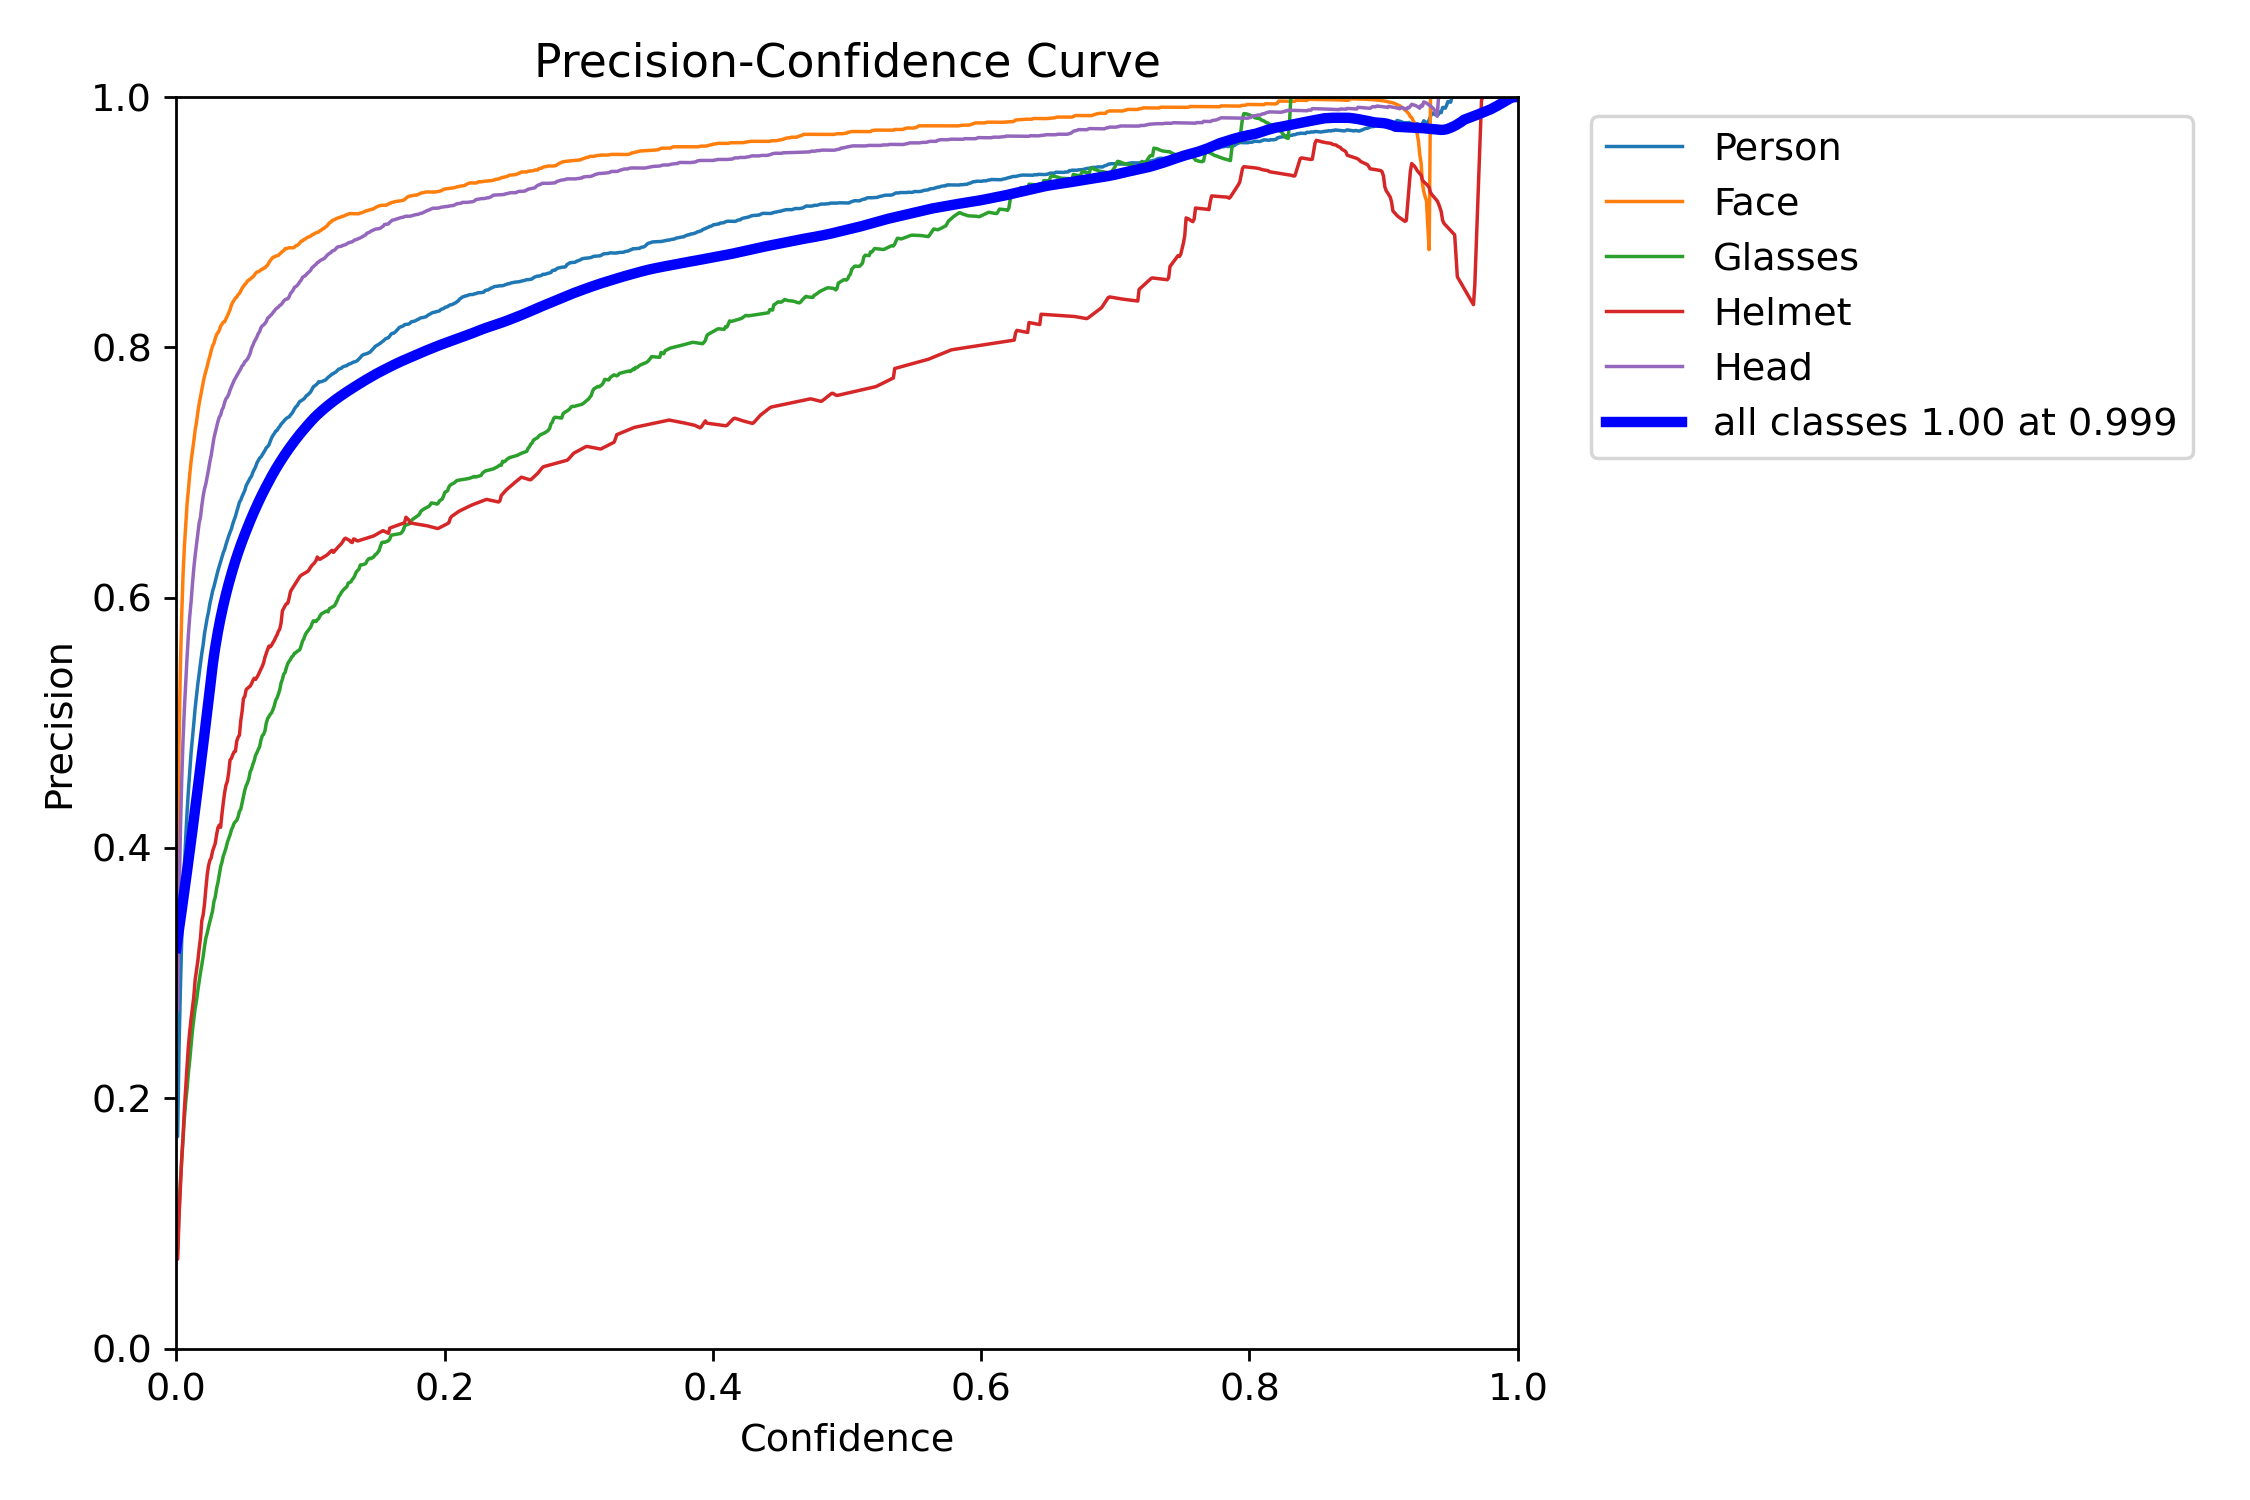 Precision-Confidence Curve
1.0
0.8
0.6
0.4
0.2
0.0
Precision
0.0 0.2 0.4 0.6 0.8 1.0
Confidence
Person
Face
Glasses
Helmet
Head
all classes 1.00 at 0.999